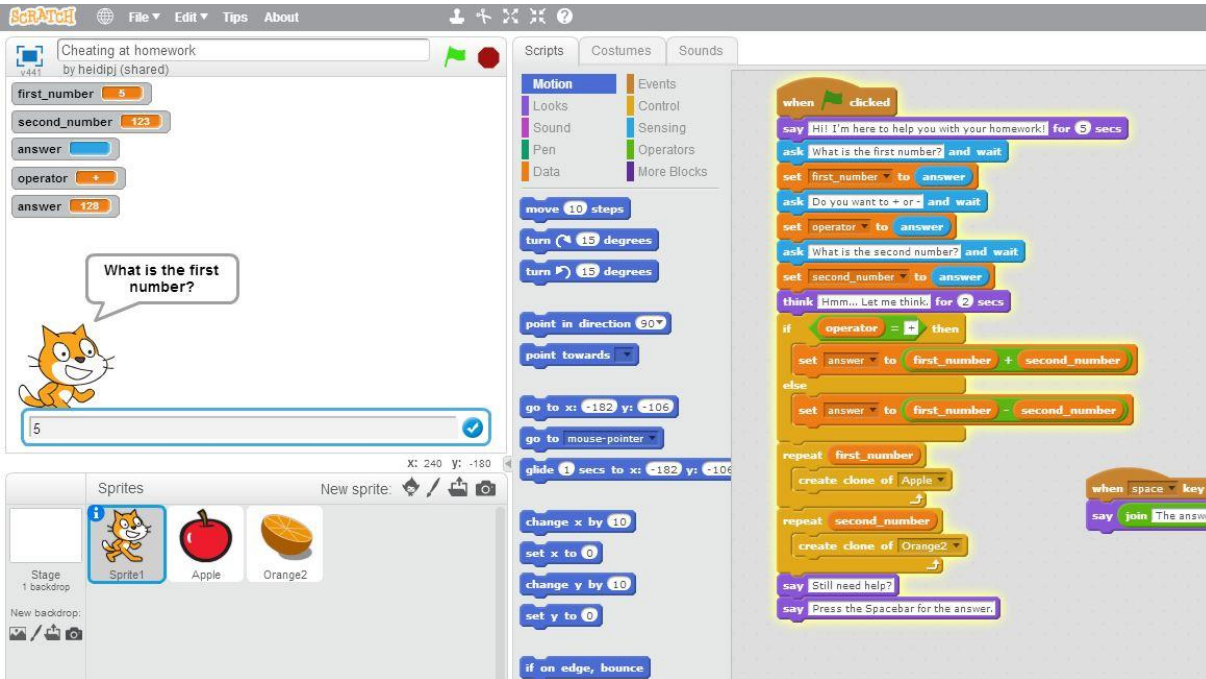 SCRATCH File Edit Tips About
v441
Cheating at homework
by heidipj (shared)
first_number 5
second_number 123
answer
operator +
answer 128
What is the first
number?
5
x: 240 y: -180
Sprites New sprite:
Stage
1 backdrop
New backdrop:
Sprite1
Apple
Orange2
Scripts Costumes Sounds
Motion Events
Looks Control
Sound Sensing
Pen Operators
Data More Blocks
move 10 steps
turn 15 degrees
turn 15 degrees
point in direction 90
point towards
go to x: -182 y: -106
go to mouse-pointer
glide 1 secs to x: -182 y: -106
change x by 10
set x to 0
change y by 10
set y to 0
if on edge, bounce
when clicked
say Hi! I'm here to help you with your homework! for 5 secs
ask What is the first number? and wait
set first_number to answer
ask Do you want to + or - and wait
set operator to answer
ask What is the second number? and wait
set second_number to answer
think Hmm... Let me think. for 2 secs
if operator = + then
set answer to first_number + second_number
else
set answer to first_number - second_number
repeat first_number
create clone of Apple
repeat second_number
create clone of Orange2
say Still need help?
say Press the Spacebar for the answer.
when space key
say join The answ